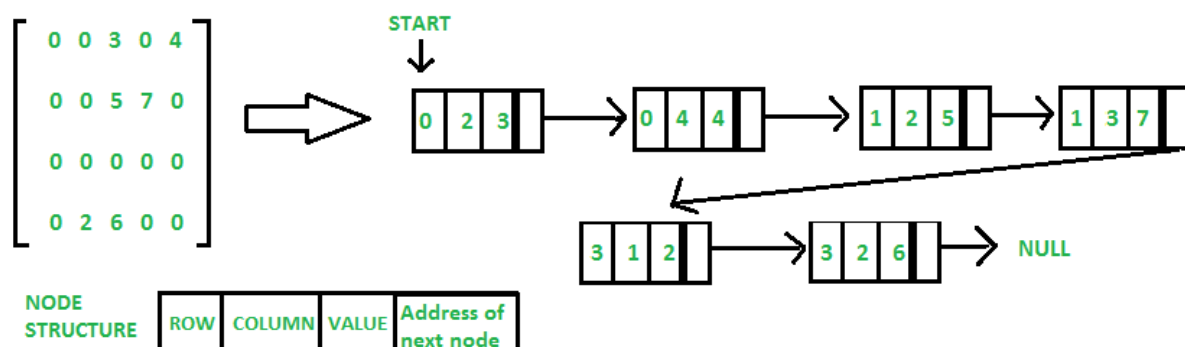 START
0 0 3 0 4
0 0 5 7 0
0 0 0 0 0
0 2 6 0 0
0 2 3
0 4 4
1 2 5
1 3 7
3 1 2
3 2 6
NULL
NODE
STRUCTURE
ROW
COLUMN
VALUE
Address of
next node